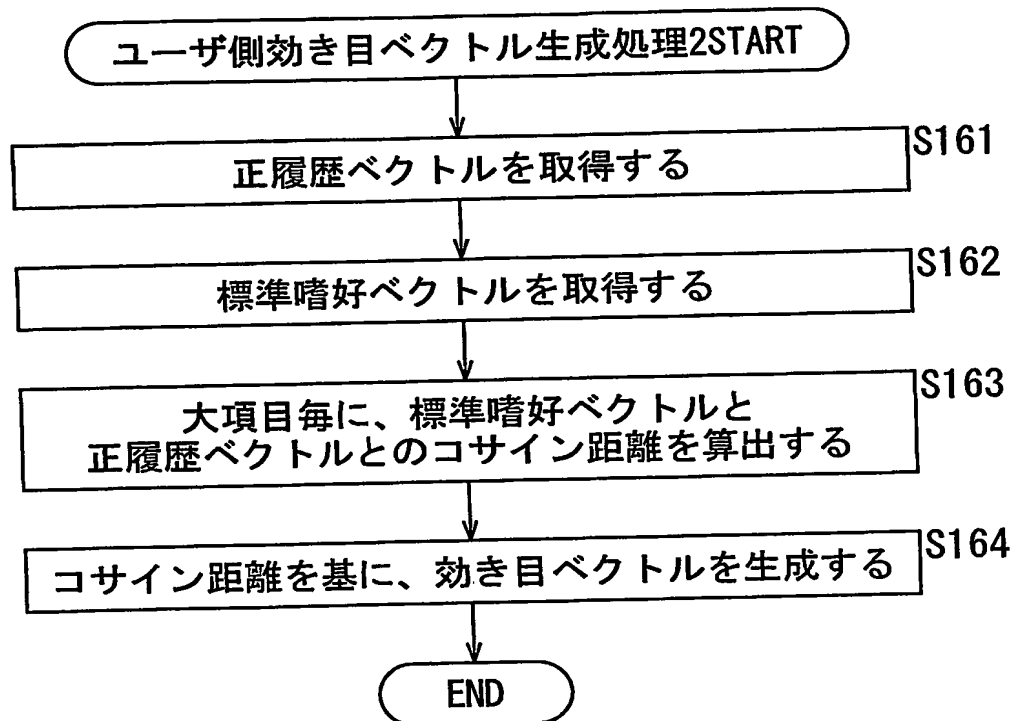 ユーザ側効き目ベクトル生成処理2START
正履歴ベクトルを取得する
S161
標準嗜好ベクトルを取得する
S162
大項目毎に、標準嗜好ベクトルと
正履歴ベクトルとのコサイン距離を算出する
S163
コサイン距離を基に、効き目ベクトルを生成する
S164
END